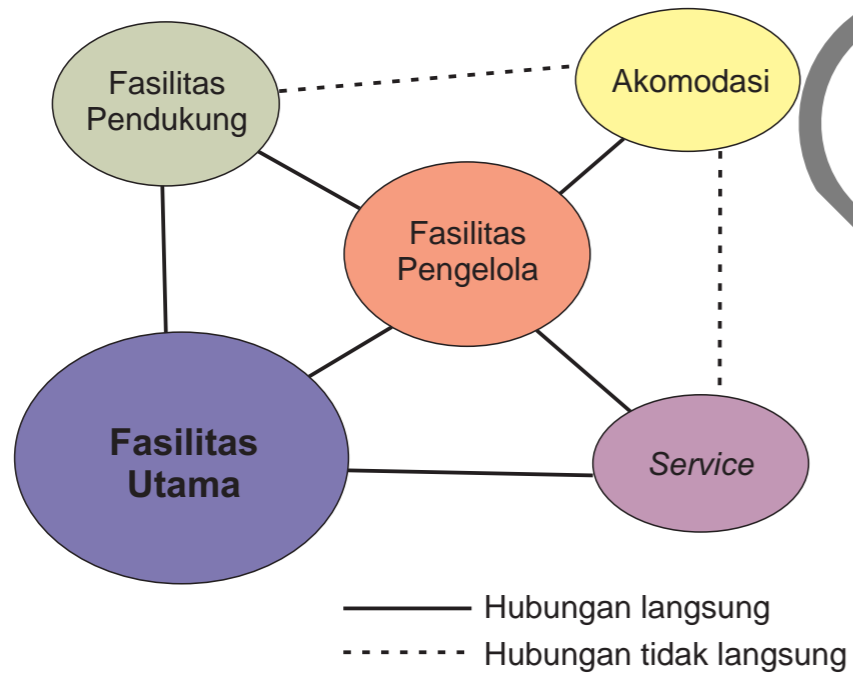 Fasilitas
Pendukung
Akomodasi
Fasilitas
Pengelola
Fasilitas
Utama
Service
Hubungan langsung
Hubungan tidak langsung